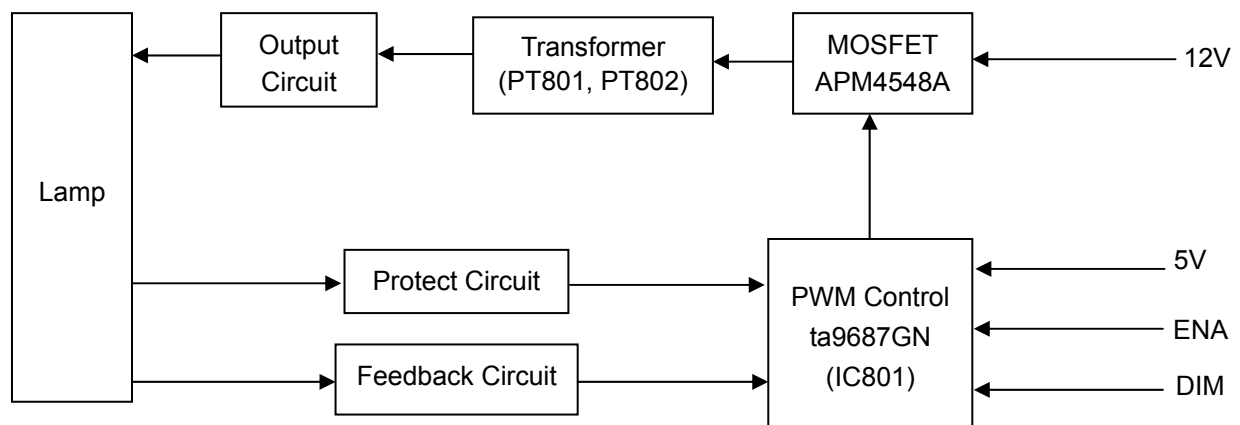 Output
Circuit
Transformer
(PT801, PT802)
MOSFET
APM4548A
12V
Lamp
Protect Circuit
Feedback Circuit
PWM Control
ta9687GN
(IC801)
5V
ENA
DIM